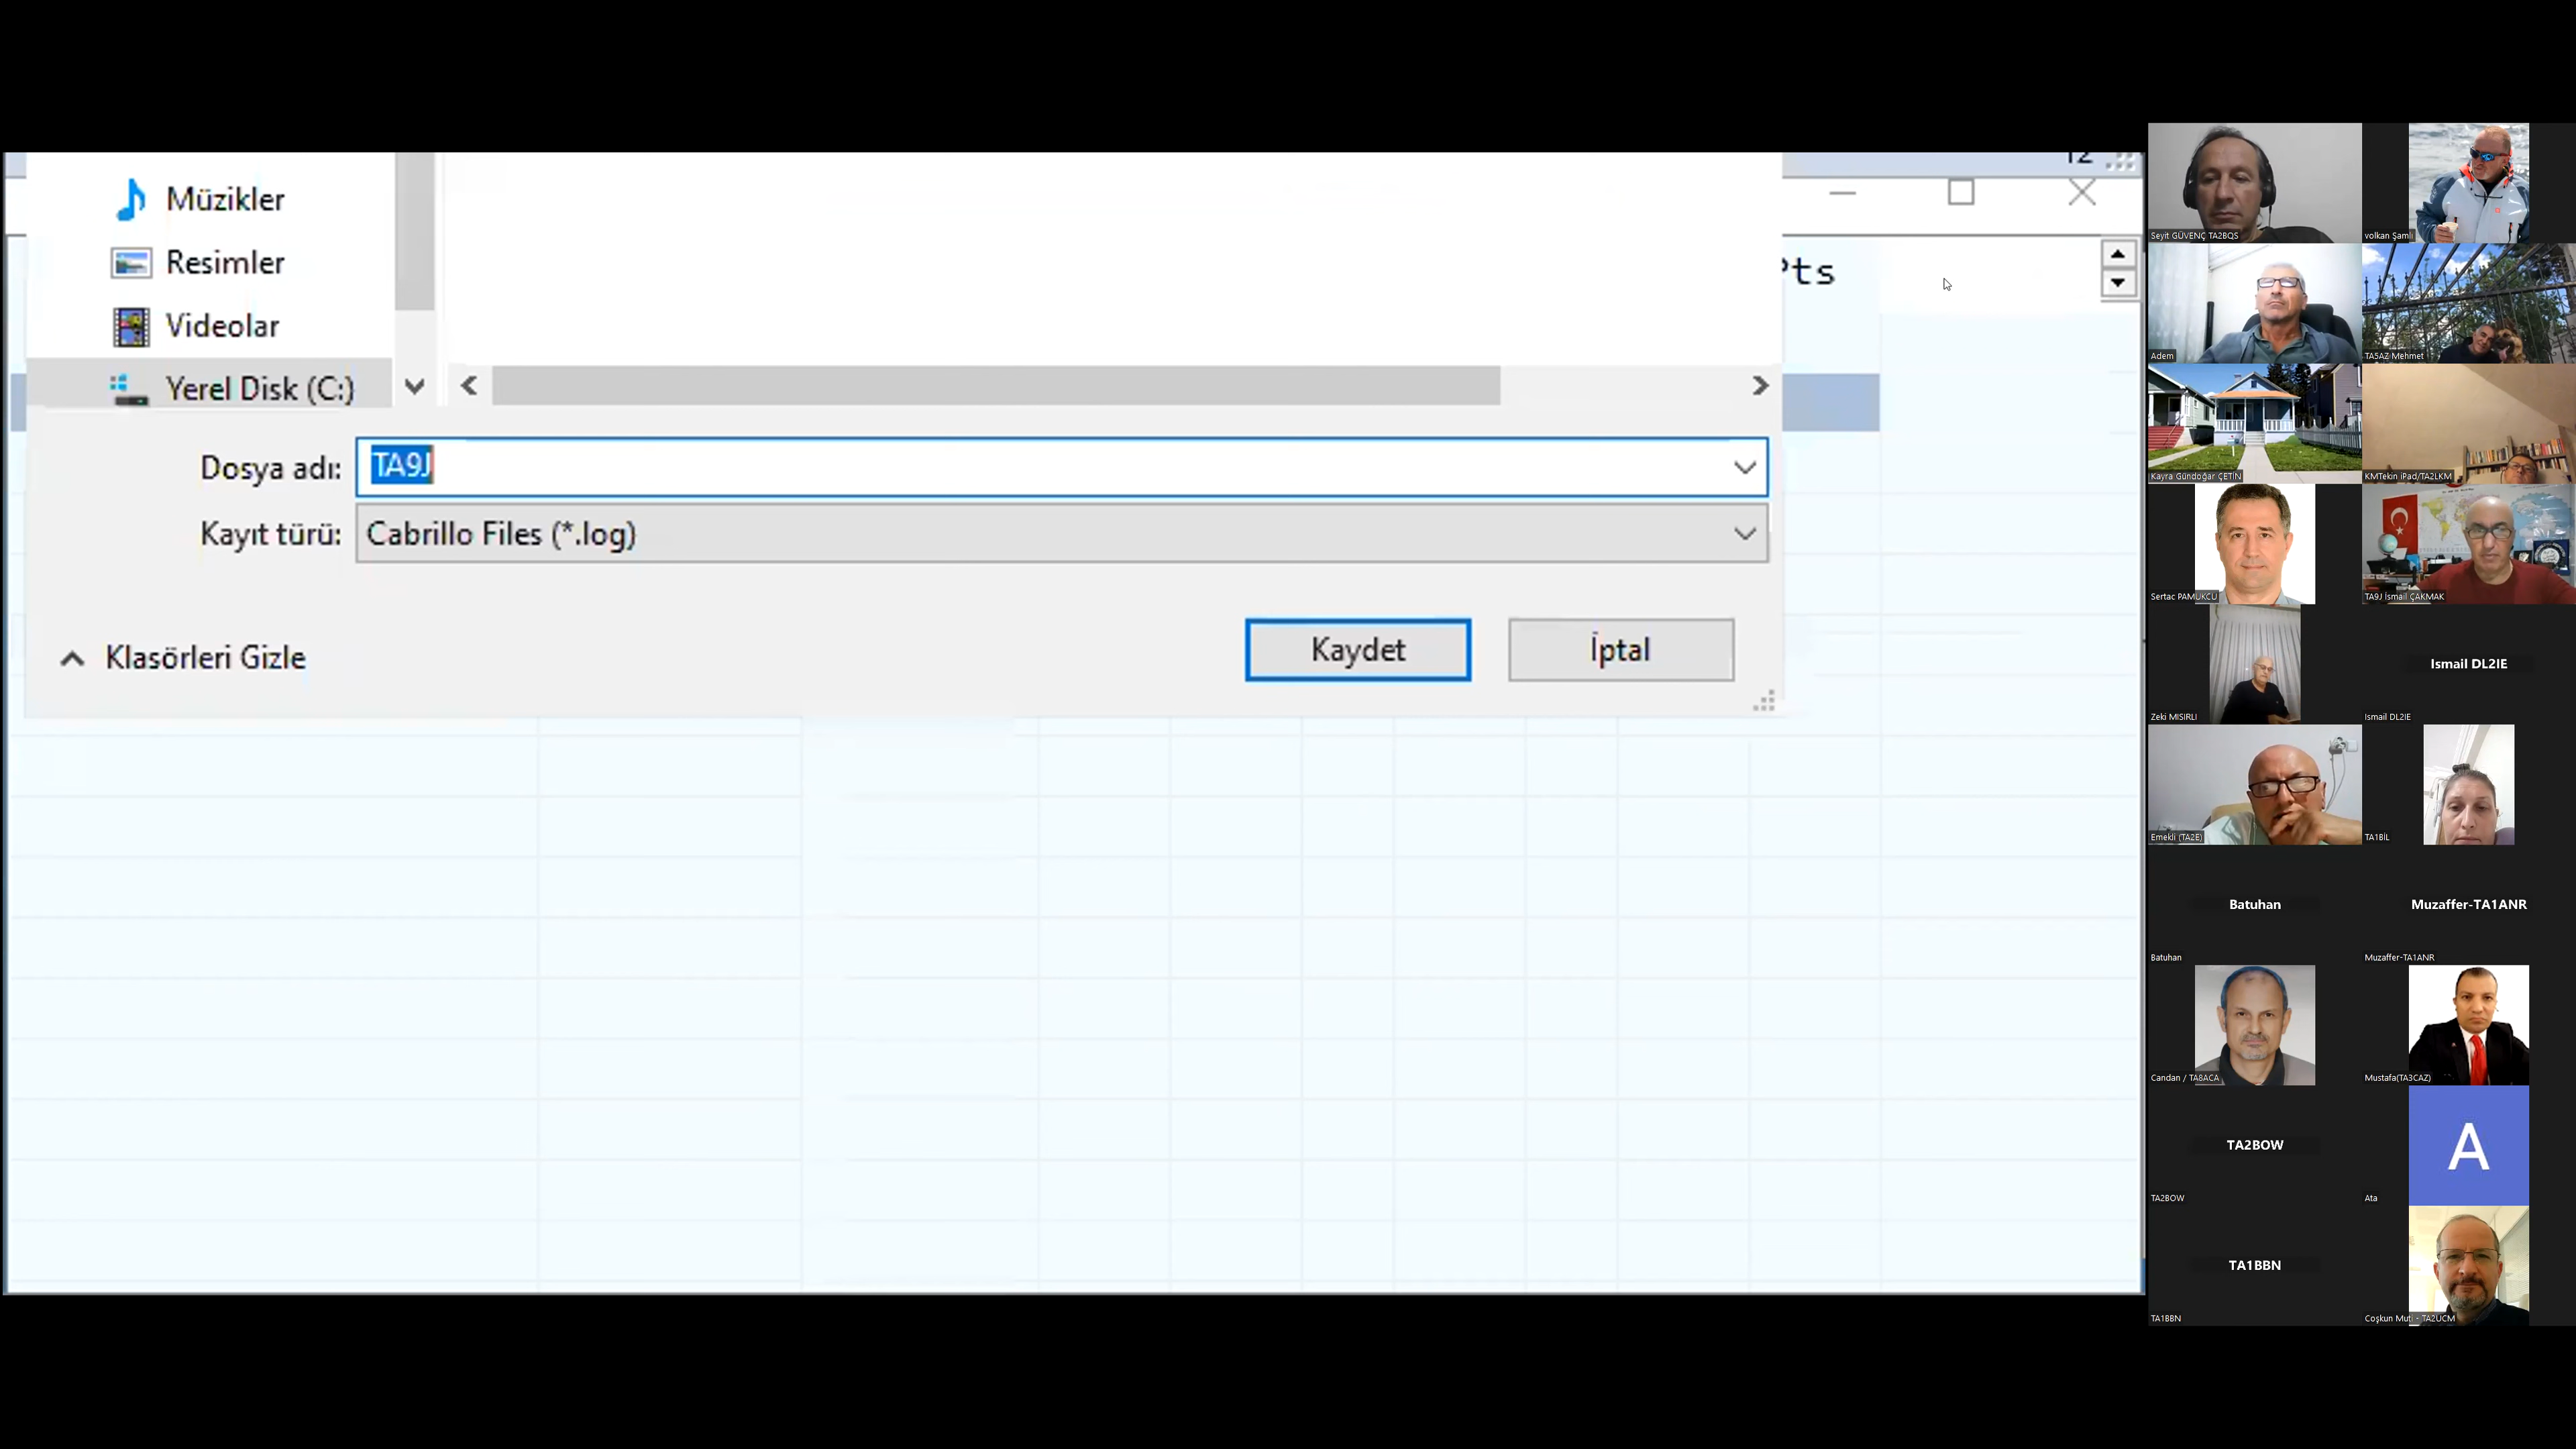 12
Müzikler
Resimler
Videolar
Yerel Disk (C:)
Pts
Dosya adı: TA9J
Kayıt türü: Cabrillo Files (*.log)
Klasörleri Gizle
Kaydet
İptal
Seyit GÜVENÇ TA2BQS
volkan Şamlı
Adem
TA5AZ Mehmet
Kayra Gündoğar ÇETİN
KMTekin iPad/TA2LKM
Sertac PAMUKCU
TA9J İsmail ÇAKMAK
Zeki MISIRLI
Ismail DL2IE
Ismail DL2IE
Emekli (TA2E)
TA1BİL
Batuhan
Batuhan
Muzaffer-TA1ANR
Muzaffer-TA1ANR
Candan / TA8ACA
Mustafa(TA3CAZ)
TA2BOW
TA2BOW
A
Ata
TA1BBN
TA1BBN
Coşkun Muti - TA2UCM